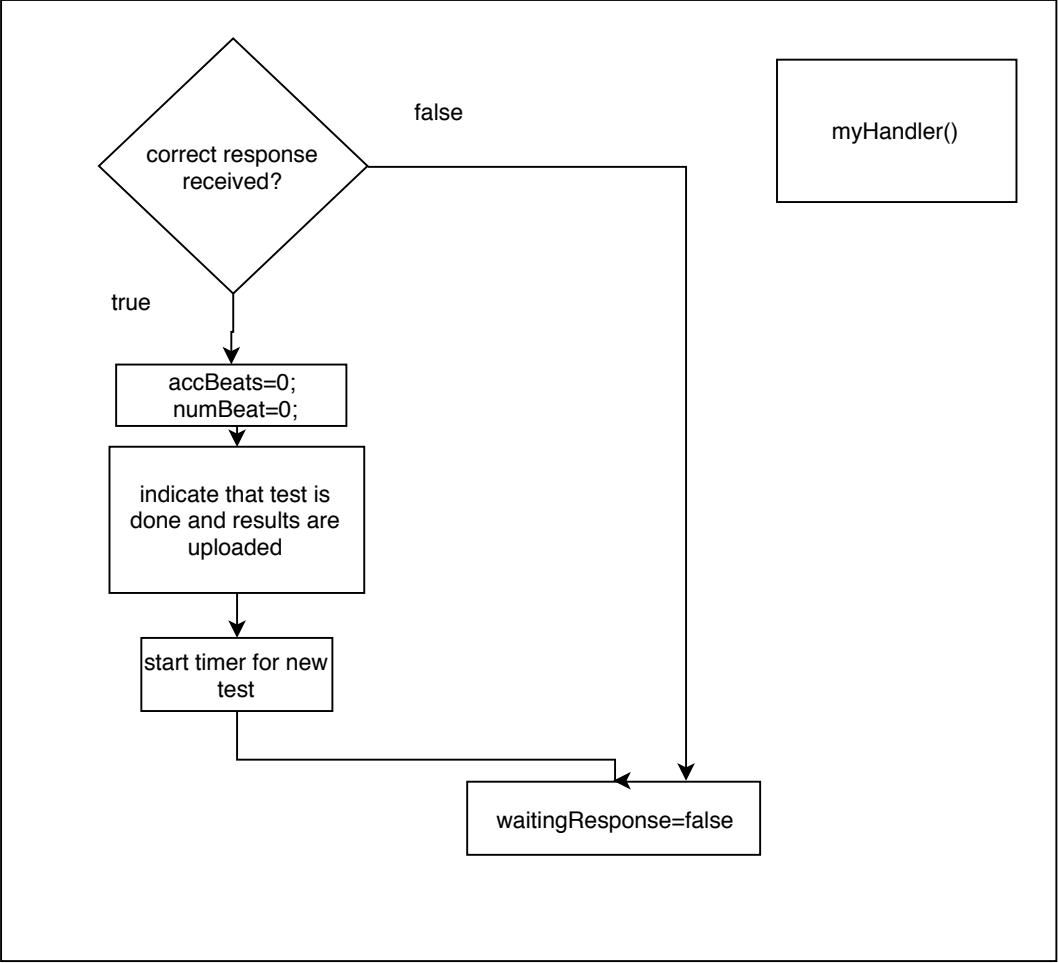 false
myHandler()
correct response
received?
true
accBeats=0;
numBeat=0;
indicate that test is
done and results are
uploaded
start timer for new
test
waitingResponse=false